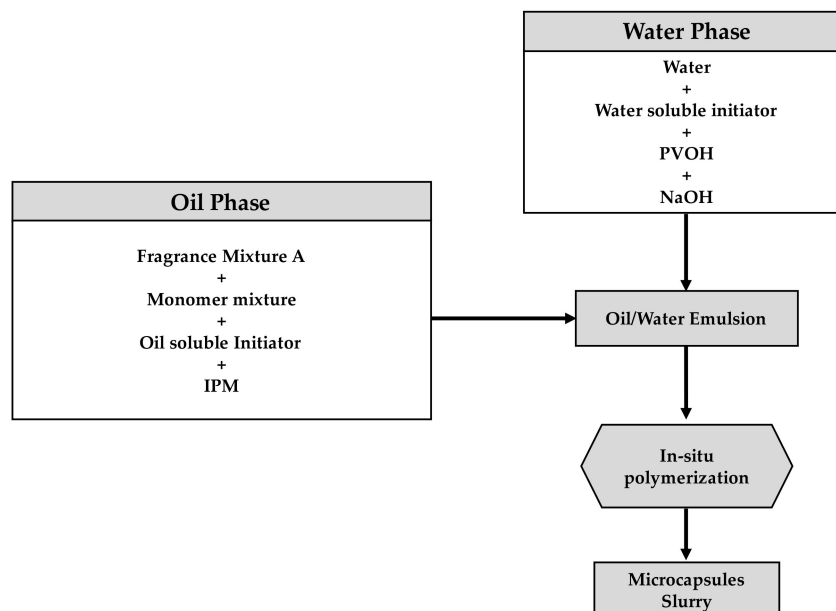 Water Phase
Water
+
Water soluble initiator
+
PVOH
+
NaOH
Oil Phase
Fragrance Mixture A
+
Monomer mixture
+
Oil soluble Initiator
+
IPM
Oil/Water Emulsion
In-situ
polymerization
Microcapsules
Slurry